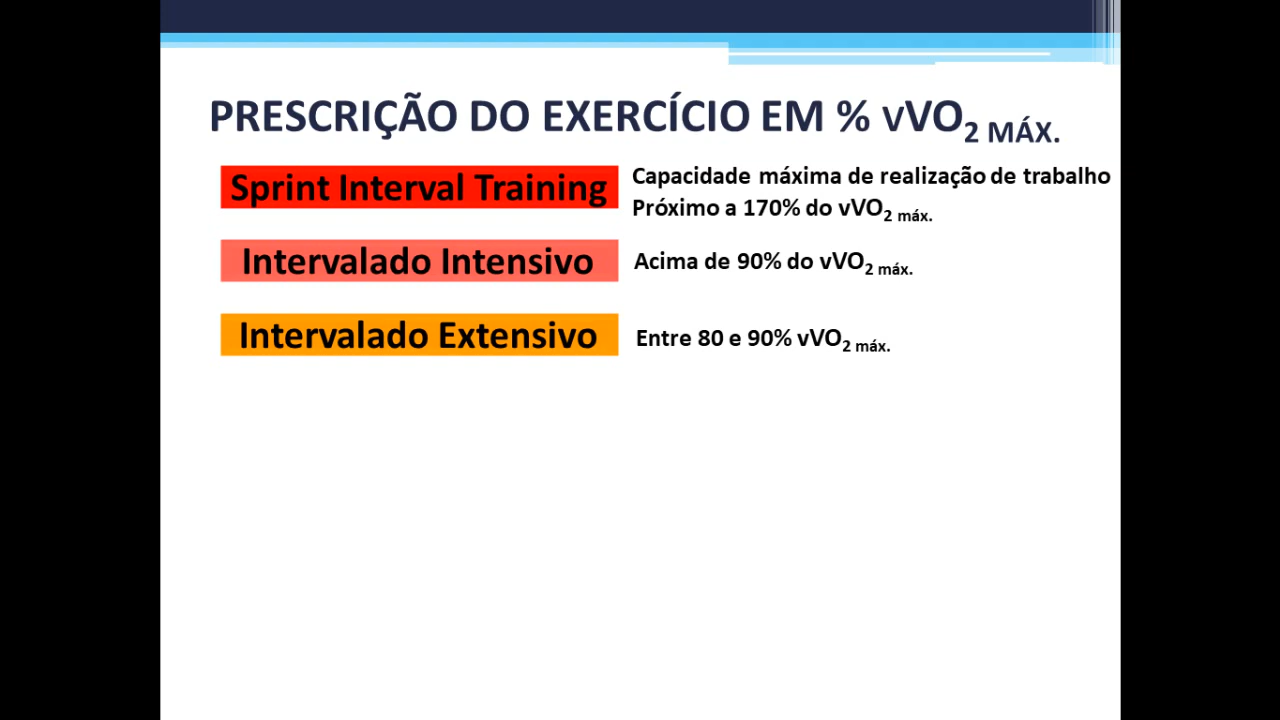 PRESCRIÇÃO DO EXERCÍCIO EM % vVO2 MÁX.
Sprint Interval Training
Capacidade máxima de realização de trabalho
Próximo a 170% do vVO2 máx.
Intervalado Intensivo
Acima de 90% do vVO2 máx.
Intervalado Extensivo
Entre 80 e 90% vVO2 máx.